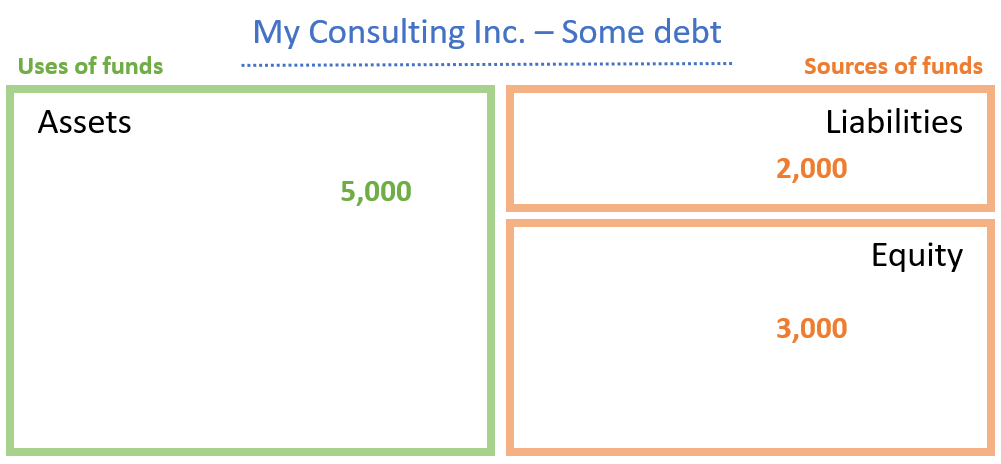 My Consulting Inc. – Some debt
Uses of funds
Sources of funds
Assets
5,000
Liabilities
2,000
Equity
3,000